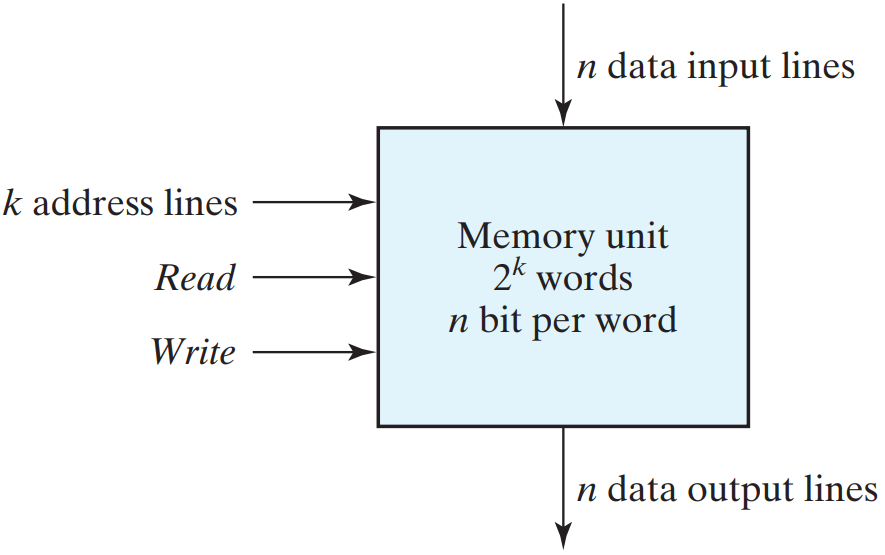 n data input lines
k address lines
Read
Write
Memory unit
2^k words
n bit per word
n data output lines